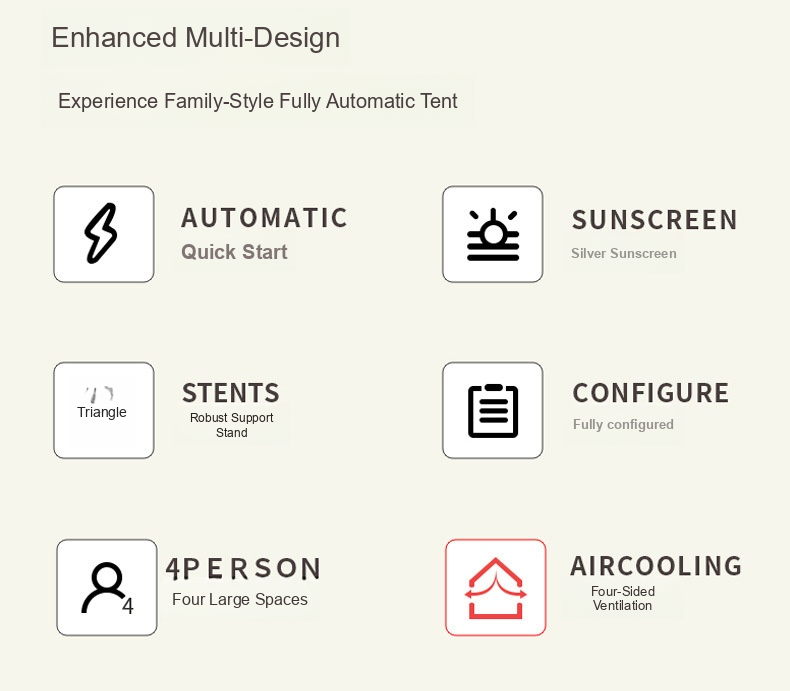 Enhanced Multi-Design
Experience Family-Style Fully Automatic Tent
AUTOMATIC
Quick Start
SUNSCREEN
Silver Sunscreen
Triangle
STENTS
Robust Support
Stand
CONFIGURE
Fully configured
4
4PERSON
Four Large Spaces
AIRCOOLING
Four-Sided
Ventilation